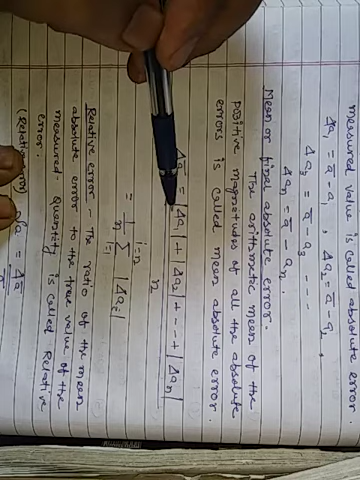 measured value is called absolute error.
Δa₁ = a̅ - a₁, Δa₂ = a̅ - a₂,
Δa₃ = a̅ - a₃ - - - -
Δaₙ = a̅ - aₙ.
Mean or final absolute error.
The arithmetic mean of the
positive magnitudes of all the absolute
errors is called mean absolute error.
Δa̅ = |Δa₁| + |Δa₂| + - - + |Δaₙ|
n
= 1/n Σ i=1 i=n |Δaᵢ|
Relative error - The ratio of the mean
absolute error to the true value of the
measured - Quantity is called Relative
error.
(Relative error) δa = Δa̅